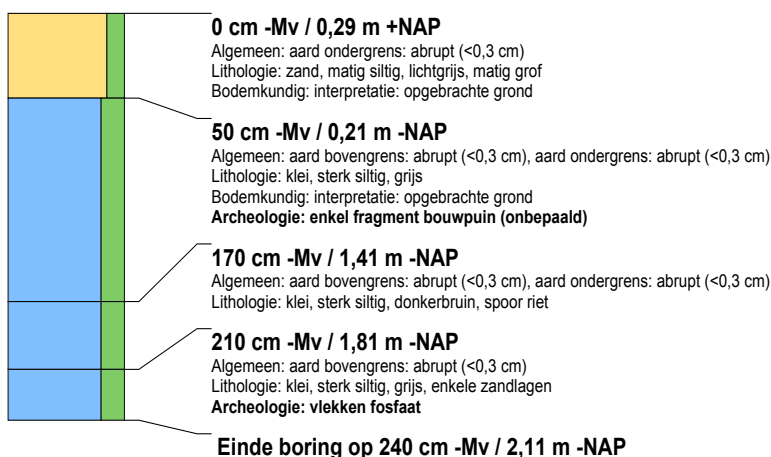 0 cm -Mv / 0,29 m +NAP
Algemeen: aard ondergrens: abrupt (<0,3 cm)
Lithologie: zand, matig siltig, lichtgrijs, matig grof
Bodemkundig: interpretatie: opgebrachte grond
50 cm -Mv / 0,21 m -NAP
Algemeen: aard bovengrens: abrupt (<0,3 cm), aard ondergrens: abrupt (<0,3 cm)
Lithologie: klei, sterk siltig, grijs
Bodemkundig: interpretatie: opgebrachte grond
Archeologie: enkel fragment bouwpuin (onbepaald)
170 cm -Mv / 1,41 m -NAP
Algemeen: aard bovengrens: abrupt (<0,3 cm), aard ondergrens: abrupt (<0,3 cm)
Lithologie: klei, sterk siltig, donkerbruin, spoor riet
210 cm -Mv / 1,81 m -NAP
Algemeen: aard bovengrens: abrupt (<0,3 cm)
Lithologie: klei, sterk siltig, grijs, enkele zandlagen
Archeologie: vlekken fosfaat
Einde boring op 240 cm -Mv / 2,11 m -NAP